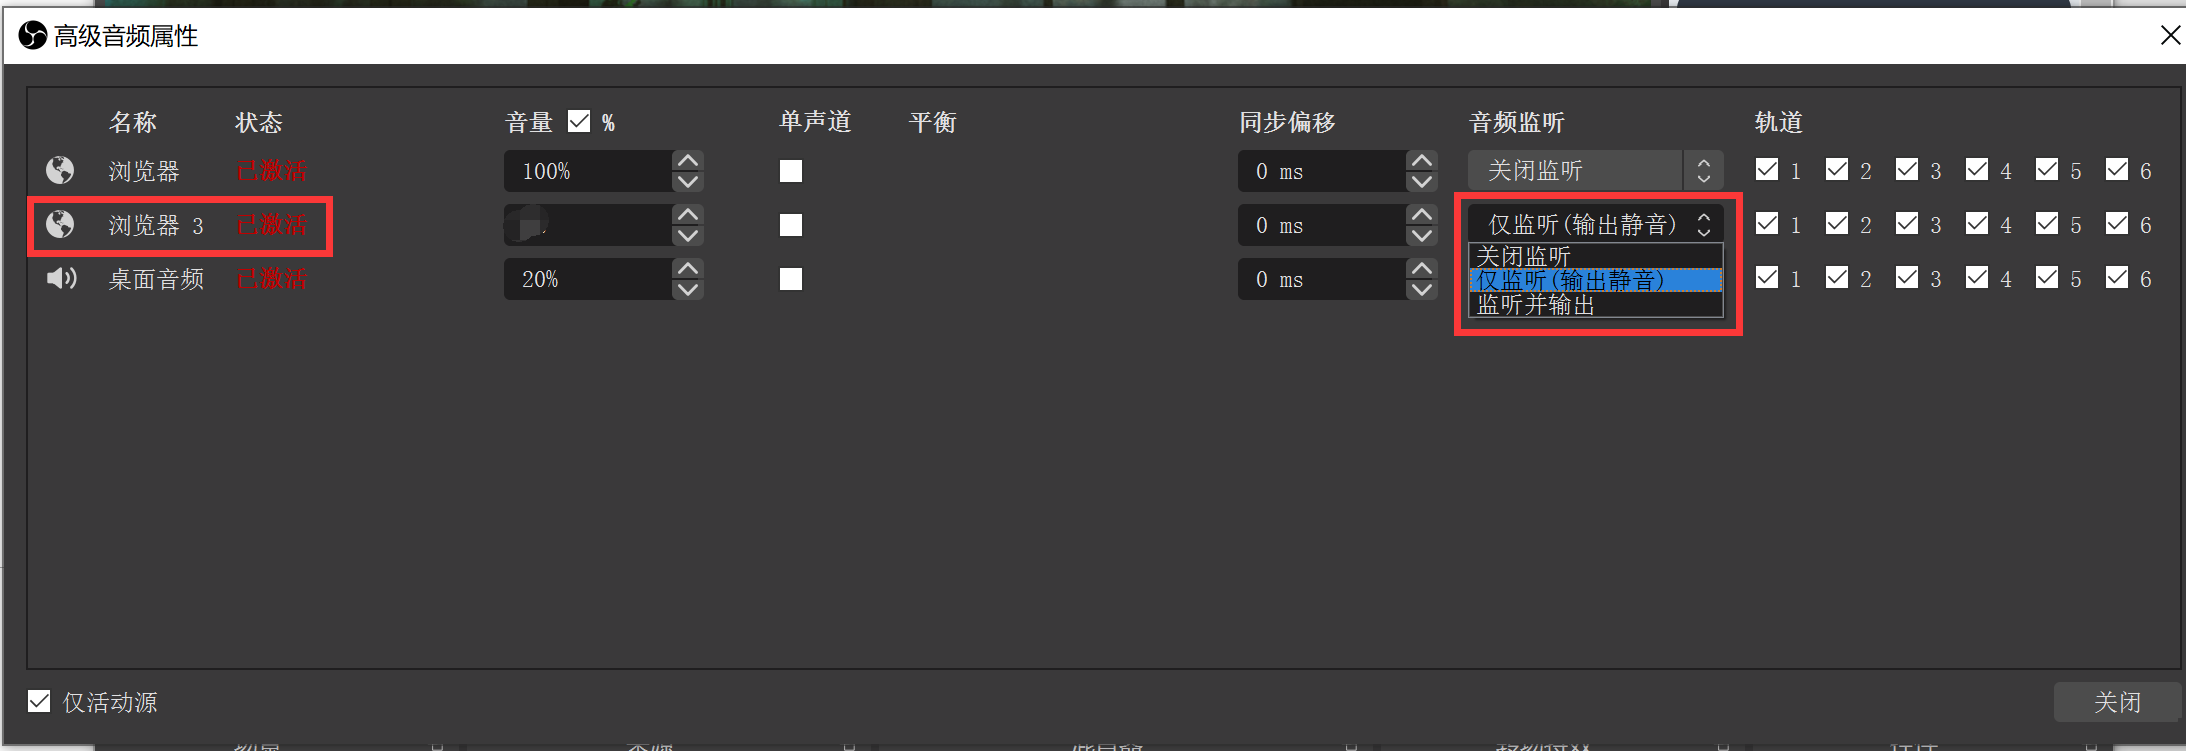 高级音频属性
名称 状态 音量 % 单声道 平衡 同步偏移 音频监听 轨道
浏览器 已激活 100% 0 ms 关闭监听 1 2 3 4 5 6
浏览器 3 已激活 0 ms 仅监听(输出静音) 1 2 3 4 5 6
关闭监听
桌面音频 已激活 20% 0 ms 仅监听(输出静音) 1 2 3 4 5 6
监听并输出
仅活动源
关闭